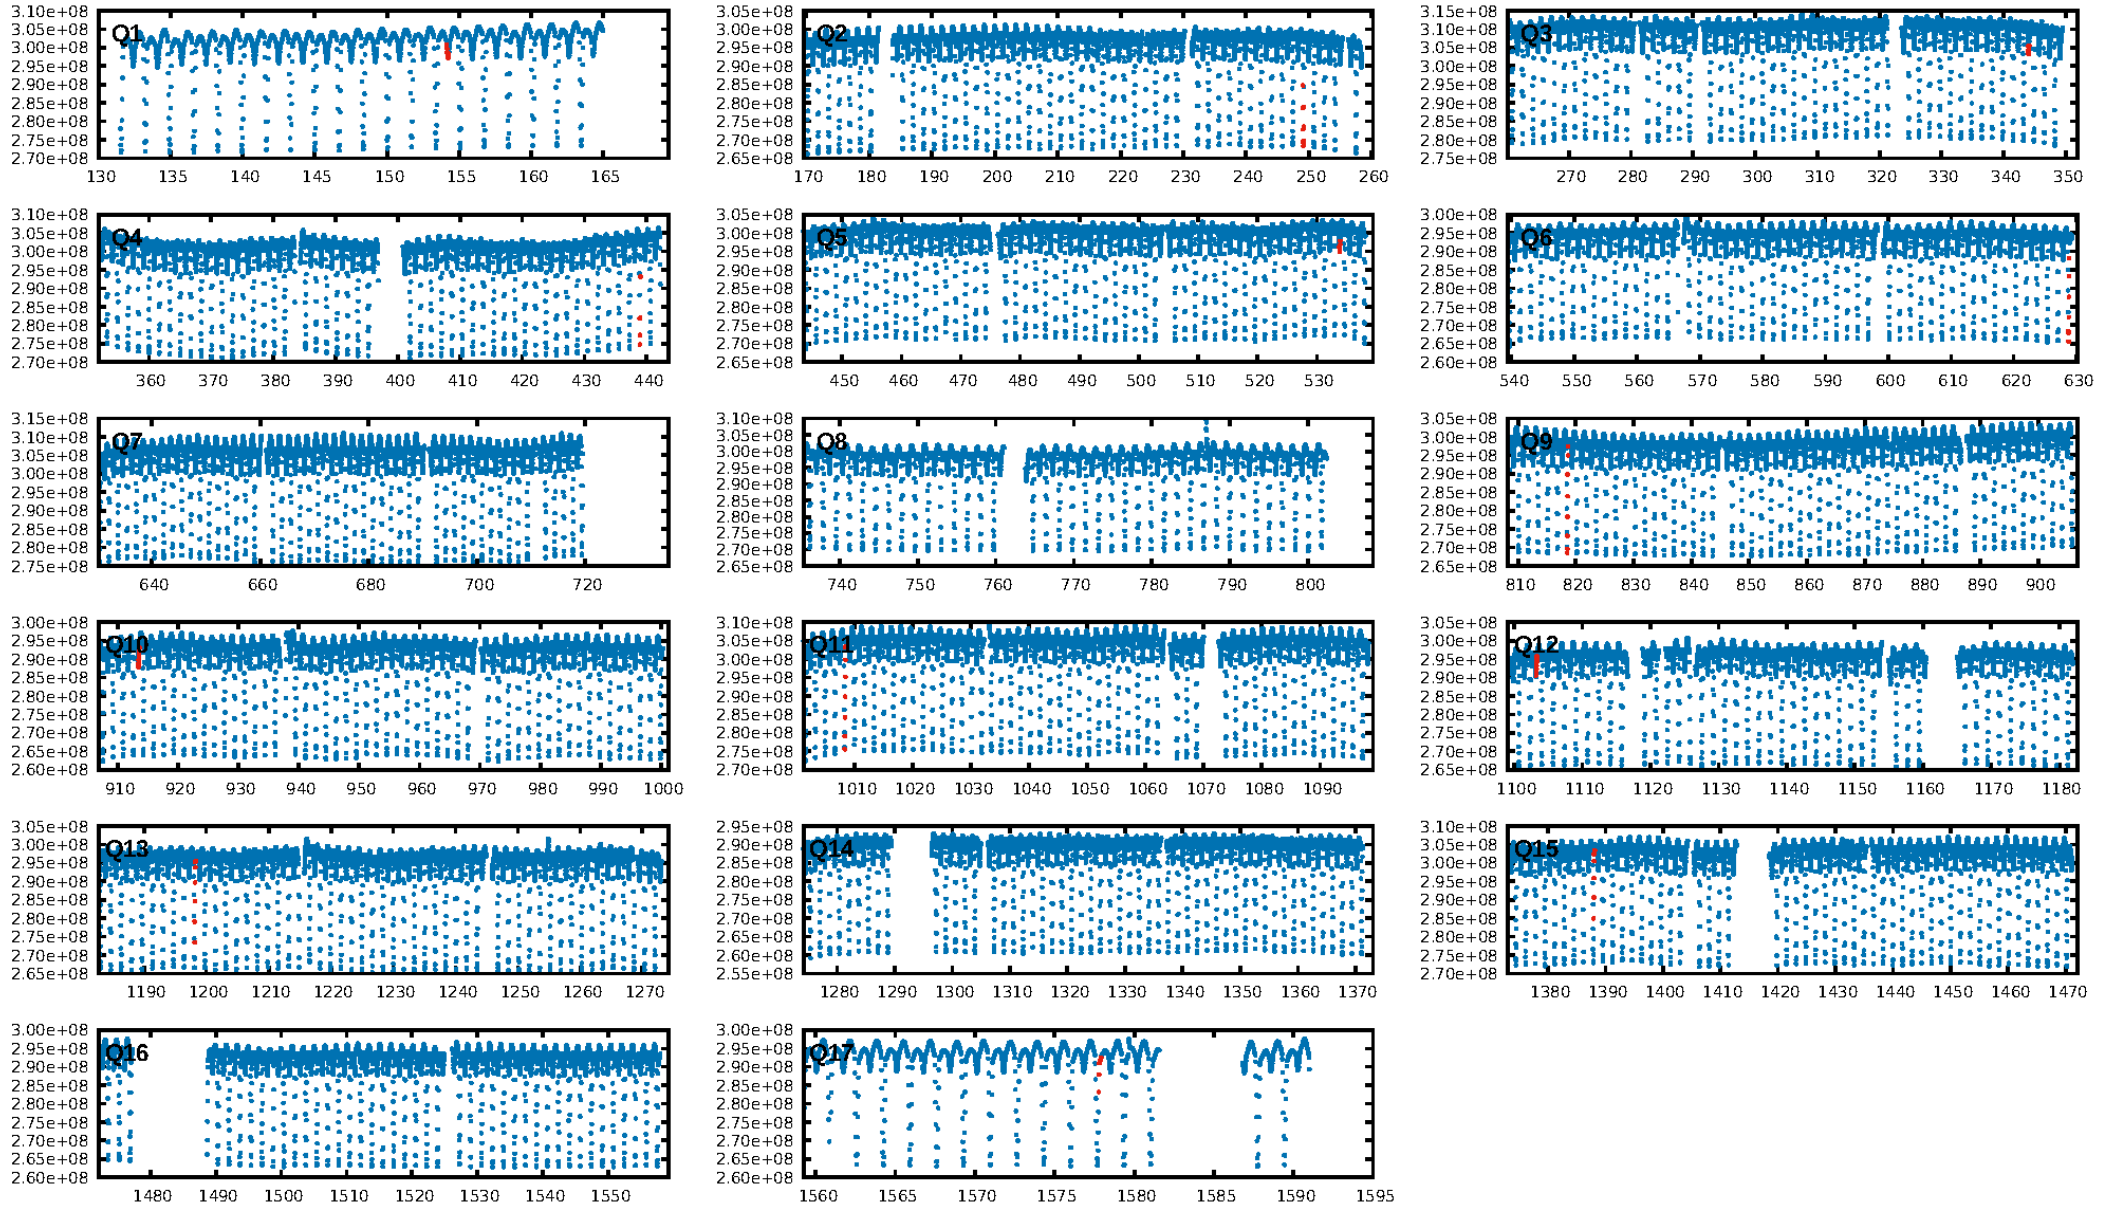 3.10e+08 3.05e+08 3.00e+08 2.95e+08 2.90e+08 2.85e+08 2.80e+08 2.75e+08 2.70e+08
Q1
130 135 140 145 150 155 160 165
3.05e+08 3.00e+08 2.95e+08 2.90e+08 2.85e+08 2.80e+08 2.75e+08 2.70e+08 2.65e+08
Q2
170 180 190 200 210 220 230 240 250 260
3.15e+08 3.10e+08 3.05e+08 3.00e+08 2.95e+08 2.90e+08 2.85e+08 2.80e+08 2.75e+08
Q3
270 280 290 300 310 320 330 340 350
3.10e+08 3.05e+08 3.00e+08 2.95e+08 2.90e+08 2.85e+08 2.80e+08 2.75e+08 2.70e+08
Q4
360 370 380 390 400 410 420 430 440
3.05e+08 3.00e+08 2.95e+08 2.90e+08 2.85e+08 2.80e+08 2.75e+08 2.70e+08 2.65e+08
Q5
450 460 470 480 490 500 510 520 530
3.00e+08 2.95e+08 2.90e+08 2.85e+08 2.80e+08 2.75e+08 2.70e+08 2.65e+08 2.60e+08
Q6
540 550 560 570 580 590 600 610 620 630
3.15e+08 3.10e+08 3.05e+08 3.00e+08 2.95e+08 2.90e+08 2.85e+08 2.80e+08 2.75e+08
Q7
640 660 680 700 720
3.10e+08 3.05e+08 3.00e+08 2.95e+08 2.90e+08 2.85e+08 2.80e+08 2.75e+08 2.70e+08 2.65e+08
Q8
740 750 760 770 780 790 800
3.05e+08 3.00e+08 2.95e+08 2.90e+08 2.85e+08 2.80e+08 2.75e+08 2.70e+08 2.65e+08
Q9
810 820 830 840 850 860 870 880 890 900
3.00e+08 2.95e+08 2.90e+08 2.85e+08 2.80e+08 2.75e+08 2.70e+08 2.65e+08 2.60e+08
Q10
910 920 930 940 950 960 970 980 990 1000
3.10e+08 3.05e+08 3.00e+08 2.95e+08 2.90e+08 2.85e+08 2.80e+08 2.75e+08 2.70e+08
Q11
1010 1020 1030 1040 1050 1060 1070 1080 1090
3.05e+08 3.00e+08 2.95e+08 2.90e+08 2.85e+08 2.80e+08 2.75e+08 2.70e+08 2.65e+08
Q12
1100 1110 1120 1130 1140 1150 1160 1170 1180
3.05e+08 3.00e+08 2.95e+08 2.90e+08 2.85e+08 2.80e+08 2.75e+08 2.70e+08 2.65e+08
Q13
1190 1200 1210 1220 1230 1240 1250 1260 1270
2.95e+08 2.90e+08 2.85e+08 2.80e+08 2.75e+08 2.70e+08 2.65e+08 2.60e+08 2.55e+08
Q14
1280 1290 1300 1310 1320 1330 1340 1350 1360 1370
3.10e+08 3.05e+08 3.00e+08 2.95e+08 2.90e+08 2.85e+08 2.80e+08 2.75e+08 2.70e+08
Q15
1380 1390 1400 1410 1420 1430 1440 1450 1460 1470
3.00e+08 2.95e+08 2.90e+08 2.85e+08 2.80e+08 2.75e+08 2.70e+08 2.65e+08 2.60e+08
Q16
1480 1490 1500 1510 1520 1530 1540 1550
3.00e+08 2.95e+08 2.90e+08 2.85e+08 2.80e+08 2.75e+08 2.70e+08 2.65e+08 2.60e+08
Q17
1560 1565 1570 1575 1580 1585 1590 1595